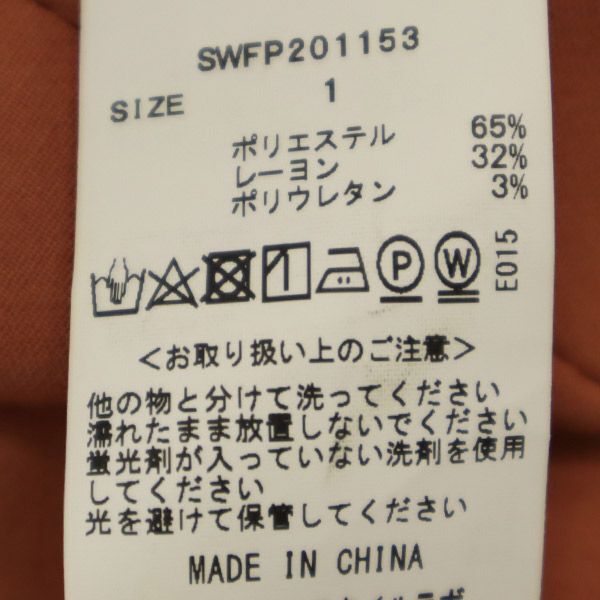 SWFP201153
SIZE 1
ポリエステル 65%
レーヨン 32%
ポリウレタン 3%
P W E015
<お取り扱い上のご注意>
他の物と分けて洗ってください
濡れたまま放置しないでください
蛍光剤が入っていない洗剤を使用
してください
光を避けて保管してください
MADE IN CHINA